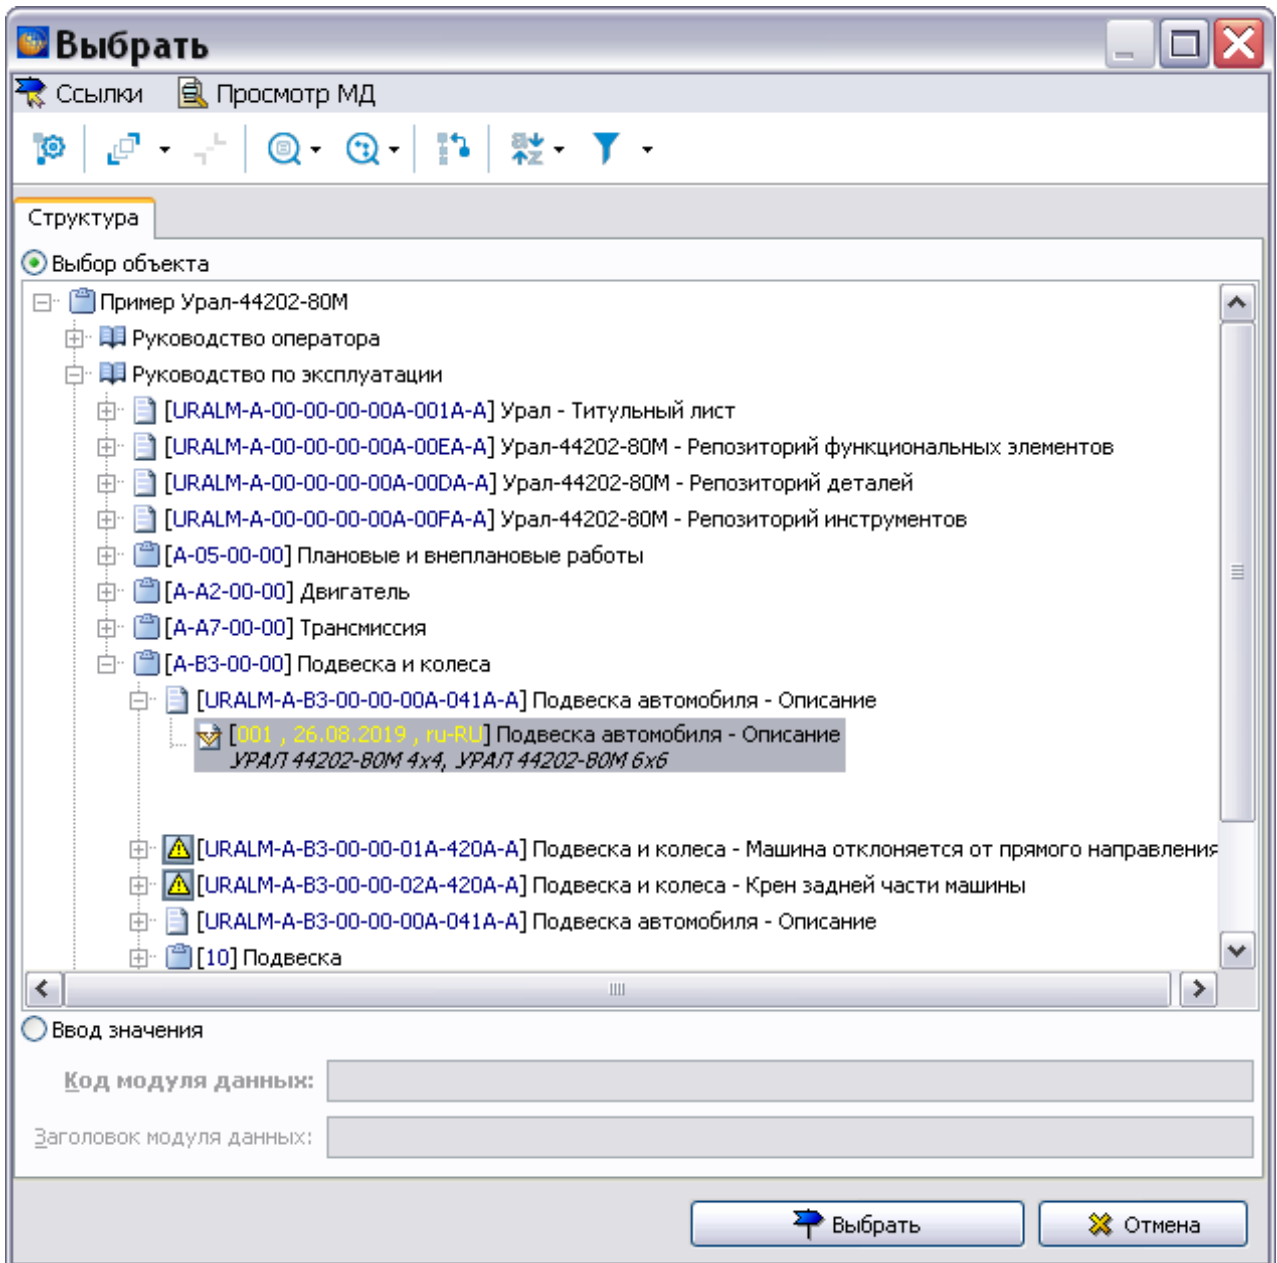 Выбрать
Ссылки Просмотр МД
Структура
Выбор объекта
Пример Урал-44202-80М
Руководство оператора
Руководство по эксплуатации
[URALM-A-00-00-00-00A-001A-A] Урал - Титульный лист
[URALM-A-00-00-00-00A-00EA-A] Урал-44202-80М - Репозиторий функциональных элементов
[URALM-A-00-00-00-00A-00DA-A] Урал-44202-80М - Репозиторий деталей
[URALM-A-00-00-00-00A-00FA-A] Урал-44202-80М - Репозиторий инструментов
[A-05-00-00] Плановые и внеплановые работы
[A-A2-00-00] Двигатель
[A-A7-00-00] Трансмиссия
[A-B3-00-00] Подвеска и колеса
[URALM-A-B3-00-00-00A-041A-A] Подвеска автомобиля - Описание
[001 , 26.08.2019 , ru-RU] Подвеска автомобиля - Описание
УРАЛ 44202-80М 4х4, УРАЛ 44202-80М 6х6
[URALM-A-B3-00-00-01A-420A-A] Подвеска и колеса - Машина отклоняется от прямого направления
[URALM-A-B3-00-00-02A-420A-A] Подвеска и колеса - Крен задней части машины
[URALM-A-B3-00-00-00A-041A-A] Подвеска автомобиля - Описание
[10] Подвеска
Ввод значения
Код модуля данных:
Заголовок модуля данных:
Выбрать Отмена